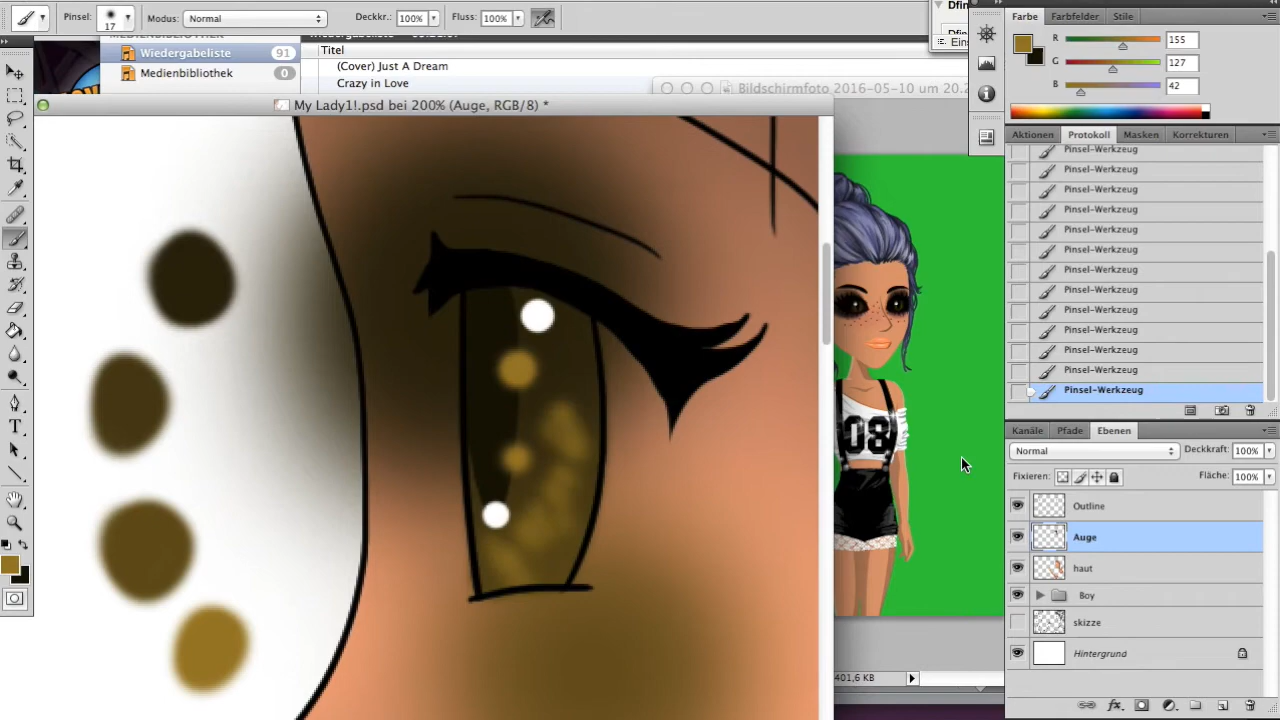 Pinsel: 17 Modus: Normal Deckkr.: 100% Fluss: 100%
Wiedergabeliste 91
Medienbibliothek 0
Titel
(Cover) Just A Dream
Crazy in Love
Bildschirmfoto 2016-05-10 um 20.2
My Lady1!.psd bei 200% (Auge, RGB/8) *
08
401,6 KB
Farbe Farbfelder Stile
R 155
G 127
B 42
Aktionen Protokoll Masken Korrekturen
Pinsel-Werkzeug
Pinsel-Werkzeug
Pinsel-Werkzeug
Pinsel-Werkzeug
Pinsel-Werkzeug
Pinsel-Werkzeug
Pinsel-Werkzeug
Pinsel-Werkzeug
Pinsel-Werkzeug
Pinsel-Werkzeug
Pinsel-Werkzeug
Pinsel-Werkzeug
Pinsel-Werkzeug
Kanäle Pfade Ebenen
Normal Deckkraft: 100%
Fixieren: Fläche: 100%
Outline
Auge
haut
Boy
skizze
Hintergrund